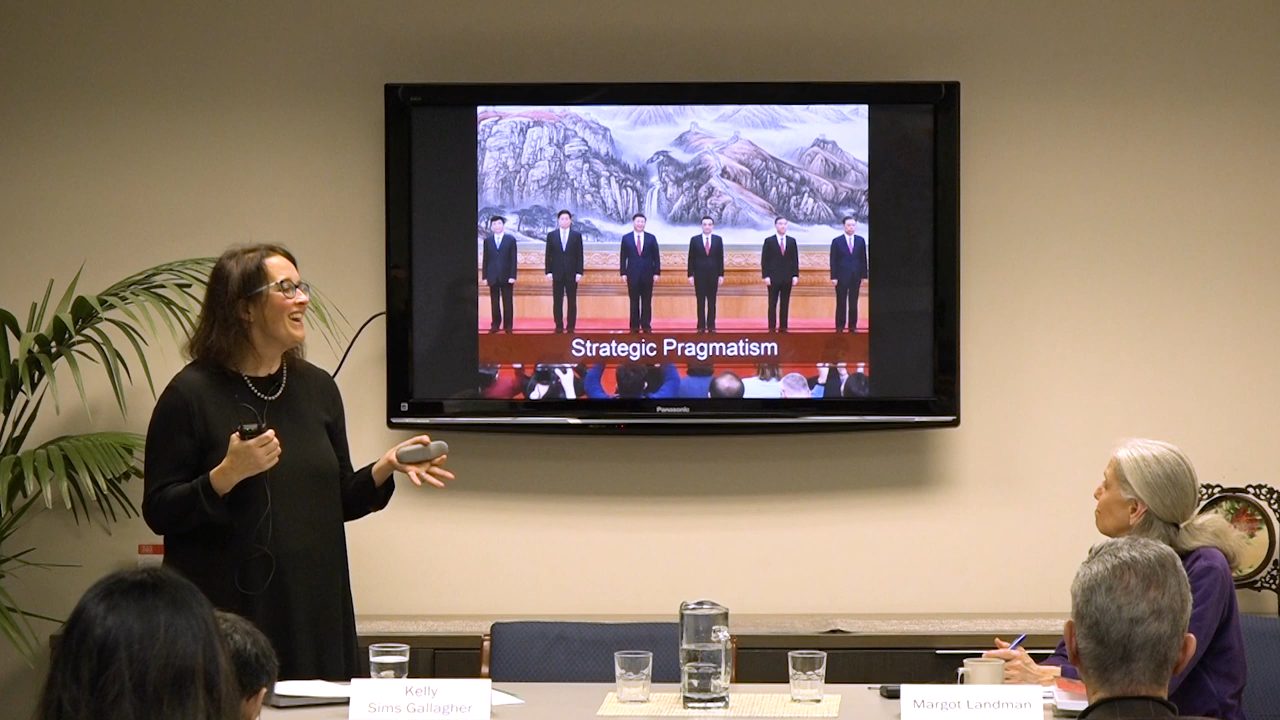 Strategic Pragmatism
Panasonic
Kelly
Sims Gallagher
Margot Landman